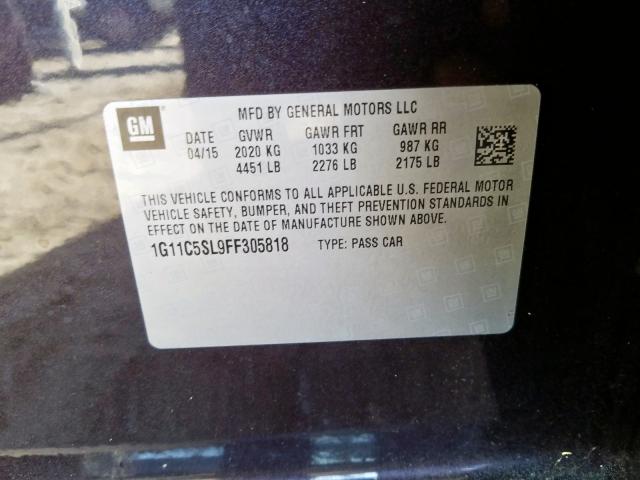 GM
MFD BY GENERAL MOTORS LLC
DATE GVWR GAWR FRT GAWR RR
04/15 2020 KG 1033 KG 987 KG
4451 LB 2276 LB 2175 LB
THIS VEHICLE CONFORMS TO ALL APPLICABLE U.S. FEDERAL MOTOR
VEHICLE SAFETY, BUMPER, AND THEFT PREVENTION STANDARDS IN
EFFECT ON THE DATE OF MANUFACTURE SHOWN ABOVE.
1G11C5SL9FF305818 TYPE: PASS CAR